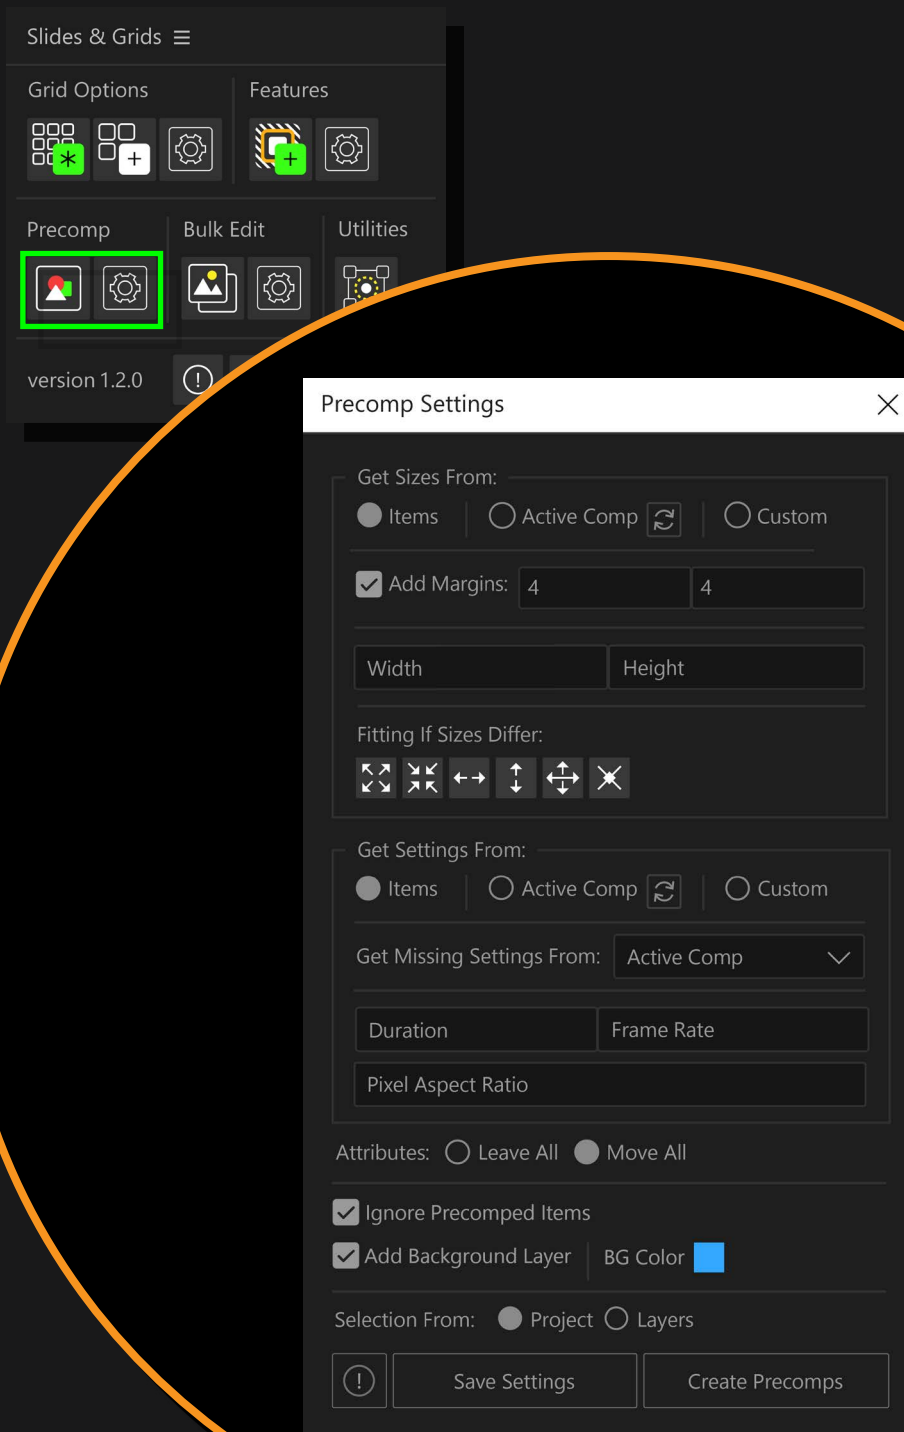 Slides & Grids
Grid Options
Features
Precomp
Bulk Edit
Utilities
version 1.2.0
Precomp Settings
Get Sizes From:
Items
Active Comp
Custom
Add Margins: 4 4
Width
Height
Fitting If Sizes Differ:
Get Settings From:
Items
Active Comp
Custom
Get Missing Settings From: Active Comp
Duration
Frame Rate
Pixel Aspect Ratio
Attributes: Leave All Move All
Ignore Precomped Items
Add Background Layer
BG Color
Selection From: Project Layers
Save Settings
Create Precomps